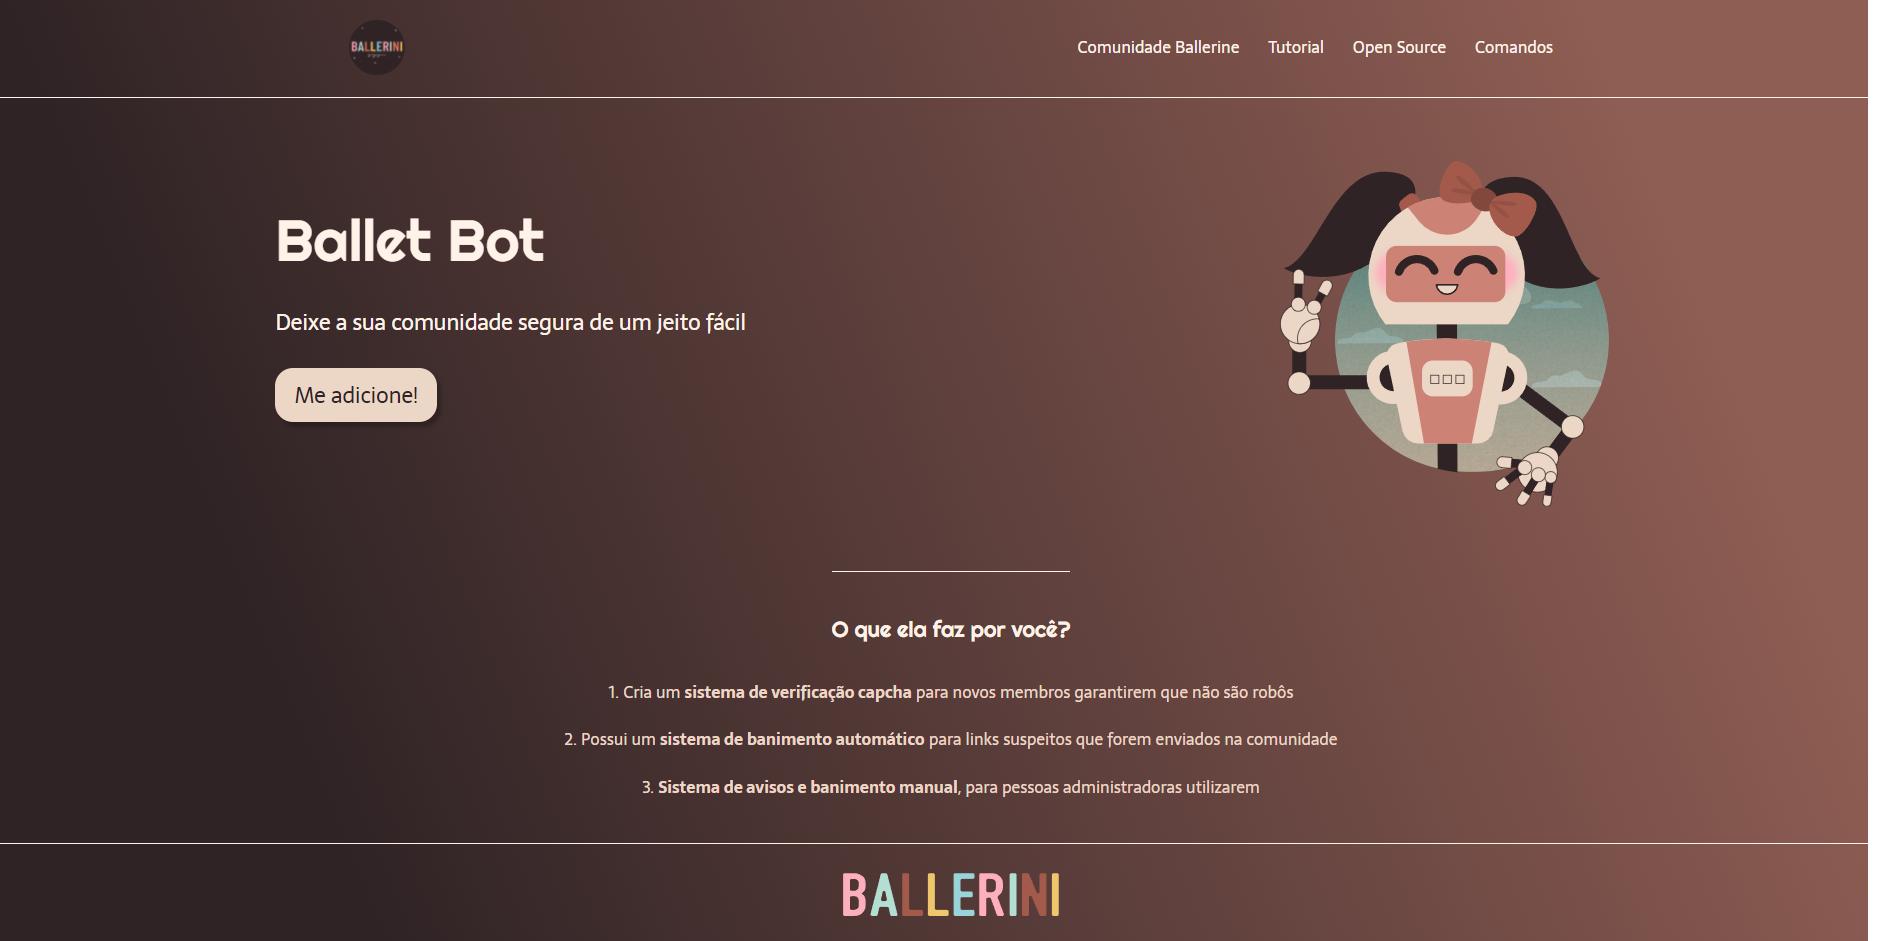 BALLERINI
Comunidade Ballerine
Tutorial
Open Source
Comandos
Ballet Bot
Deixe a sua comunidade segura de um jeito fácil
Me adicione!
O que ela faz por você?
1. Cria um sistema de verificação capcha para novos membros garantirem que não são robôs
2. Possui um sistema de banimento automático para links suspeitos que forem enviados na comunidade
3. Sistema de avisos e banimento manual, para pessoas administradoras utilizarem
BALLERINI